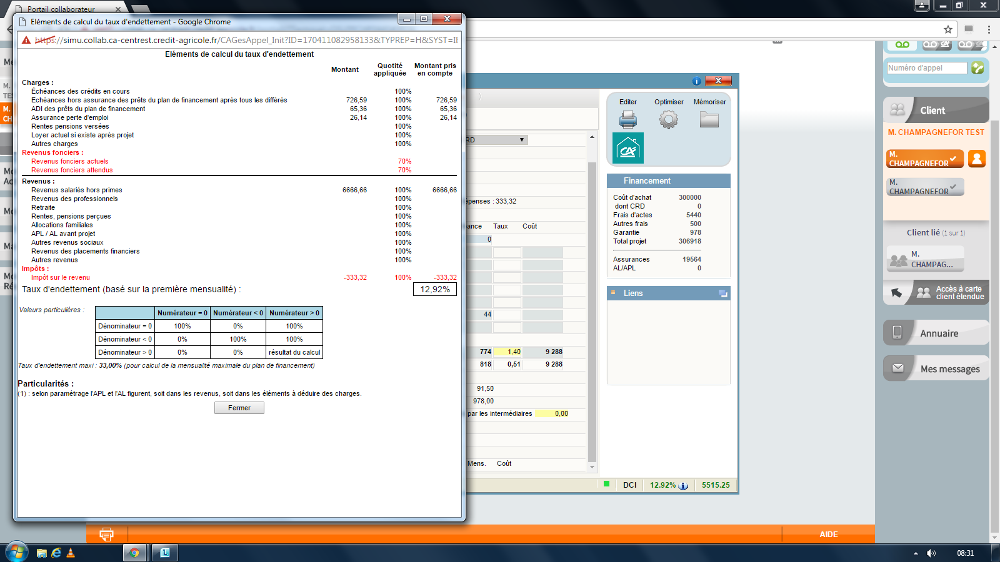 Portail collaborateur
Eléments de calcul du taux d'endettement - Google Chrome
https://simu.collab.ca-centrest.credit-agricole.fr/CAGesAppel_Init?ID=170411082958133&TYPREP=H&SYST=IE
Eléments de calcul du taux d'endettement
Montant Quotité appliquée Montant pris en compte
Charges :
Échéances des crédits en cours 100%
Echéances hors assurance des prêts du plan de financement après tous les différés 726,59 100% 726,59
ADI des prêts du plan de financement 65,36 100% 65,36
Assurance perte d'emploi 26,14 100% 26,14
Rentes pensions versées 100%
Loyer actuel si existe après projet 100%
Autres charges 100%
Revenus fonciers :
Revenus fonciers actuels 70%
Revenus fonciers attendus 70%
Revenus :
Revenus salariés hors primes 6666,66 100% 6666,66
Revenus des professionnels 100%
Retraite 100%
Rentes, pensions perçues 100%
Allocations familiales 100%
APL / AL avant projet 100%
Autres revenus sociaux 100%
Revenus des placements financiers 100%
Autres revenus 100%
Impôts :
Impôt sur le revenu -333,32 100% -333,32
Taux d'endettement (basé sur la première mensualité) : 12,92%
Valeurs particulières :
Numérateur = 0 Numérateur < 0 Numérateur > 0
Dénominateur = 0 100% 0% 100%
Dénominateur < 0 0% 100% 100%
Dénominateur > 0 0% 0% résultat du calcul
Taux d'endettement maxi : 33,00% (pour calcul de la mensualité maximale du plan de financement)
Particularités :
(1) : selon paramétrage l'APL et l'AL figurent, soit dans les revenus, soit dans les éléments à déduire des charges.
Fermer
RD
épenses : 333,32
ance Taux Coût
0
44
774 1,40 9 288
818 0,51 9 288
91,50
978,00
par les intermédiaires 0,00
Mens. Coût
DCI 12.92% 5515.25
Editer Optimiser Mémoriser
CA
Financement
Coût d'achat 300000
dont CRD 0
Frais d'actes 5440
Autres frais 500
Garantie 978
Total projet 306918
Assurances 19564
AL/APL 0
Liens
Numéro d'appel
Client
M. CHAMPAGNEFOR TEST
M.
CHAMPAGNEFOR
M.
CHAMPAGNEFOR
Client lié (1 sur 1)
M.
CHAMPAG...
Accès à carte
client étendue
Annuaire
Mes messages
AIDE
08:31